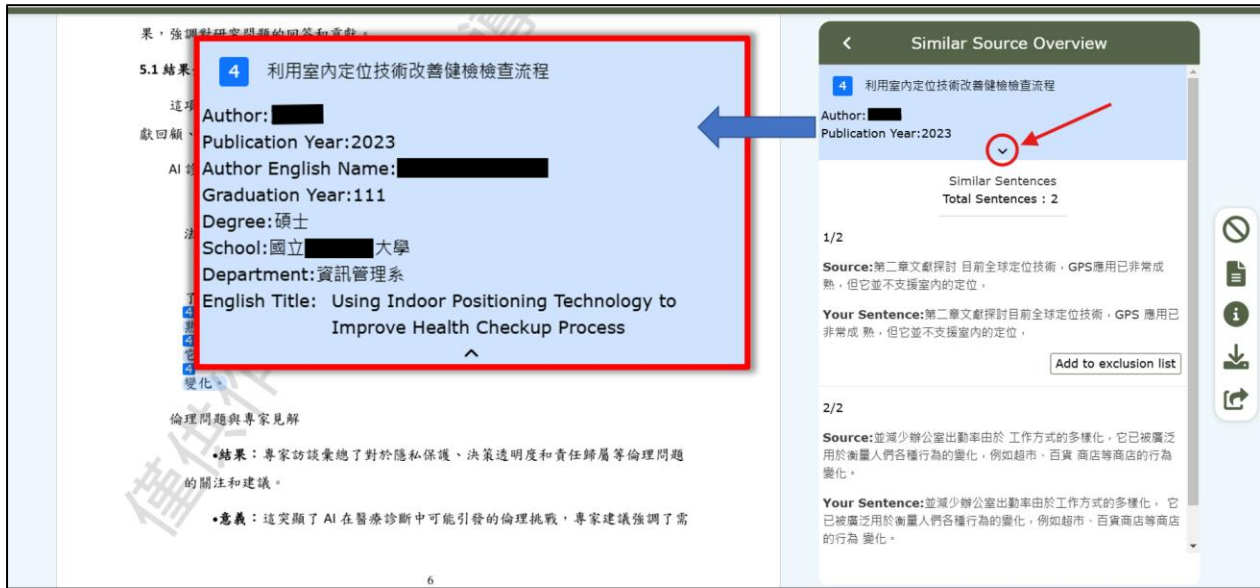 果,強調對研究問題的回答和貢獻。
5.1 結果
這項
獻回顧、
AI 診
法
了
4
熟
4
它
4
變化。
倫理問題與專家見解
•結果:專家訪談彙總了對於隱私保護、決策透明度和責任歸屬等倫理問題
的關注和建議。
•意義:這突顯了 AI 在醫療診斷中可能引發的倫理挑戰,專家建議強調了需
6
僅供作
導
4 利用室內定位技術改善健檢檢查流程
Author:
Publication Year:2023
Author English Name:
Graduation Year:111
Degree:碩士
School:國立 大學
Department:資訊管理系
English Title: Using Indoor Positioning Technology to
Improve Health Checkup Process
Similar Source Overview
4 利用室內定位技術改善健檢檢查流程
Author:
Publication Year:2023
Similar Sentences
Total Sentences : 2
1/2
Source:第二章文獻探討 目前全球定位技術,GPS應用已非常成
熟,但它並不支援室內的定位,
Your Sentence:第二章文獻探討目前全球定位技術,GPS 應用已
非常成 熟,但它並不支援室內的定位,
Add to exclusion list
2/2
Source:並減少辦公室出勤率由於 工作方式的多樣化,它已被廣泛
用於衡量人們各種行為的變化,例如超市、百貨 商店等商店的行為
變化。
Your Sentence:並減少辦公室出勤率由於工作方式的多樣化, 它
已被廣泛用於衡量人們各種行為的變化,例如超市、百貨商店等商店
的行為 變化。